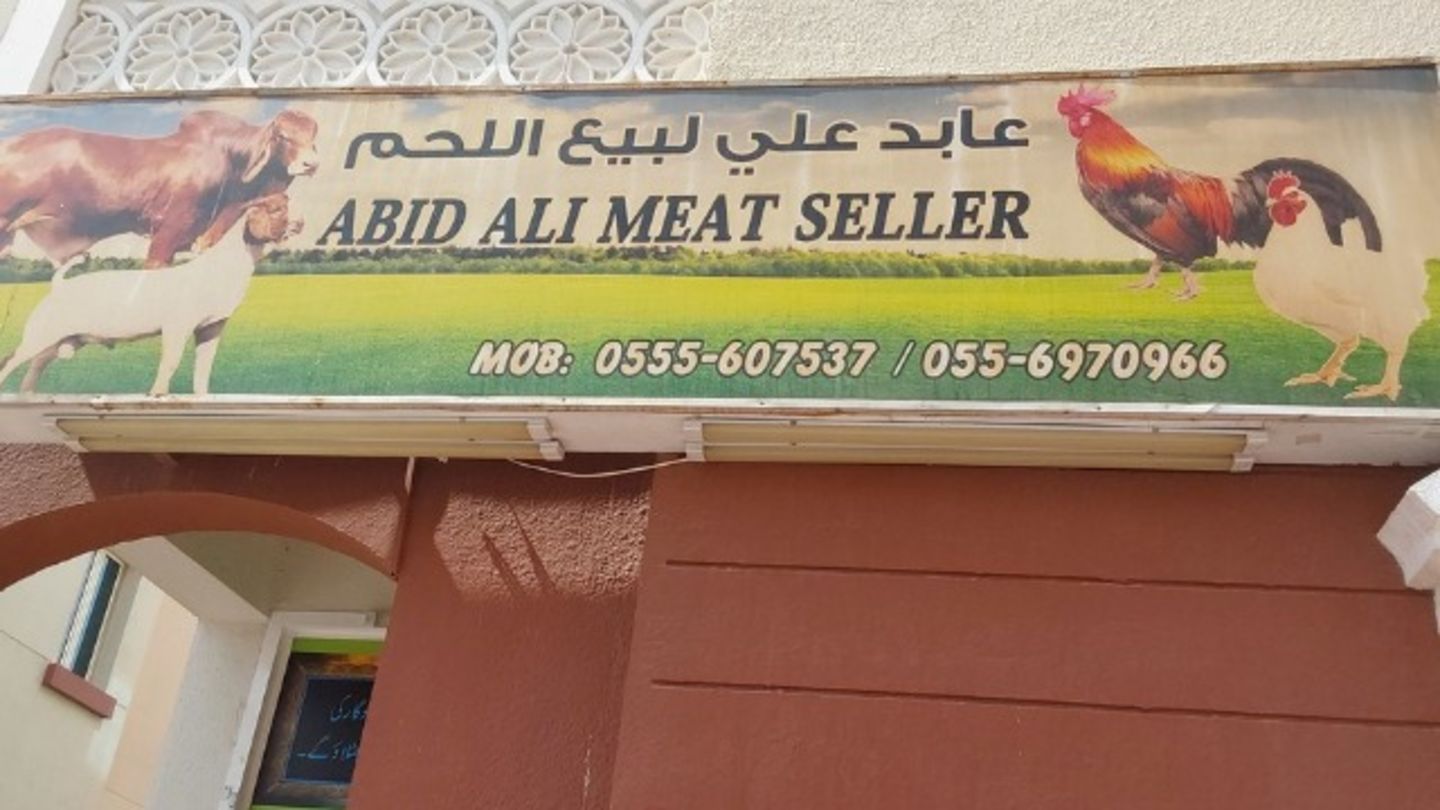 عابد علي لبيع اللحم
ABID ALI MEAT SELLER
MOB: 0555-607537 / 055-6970966